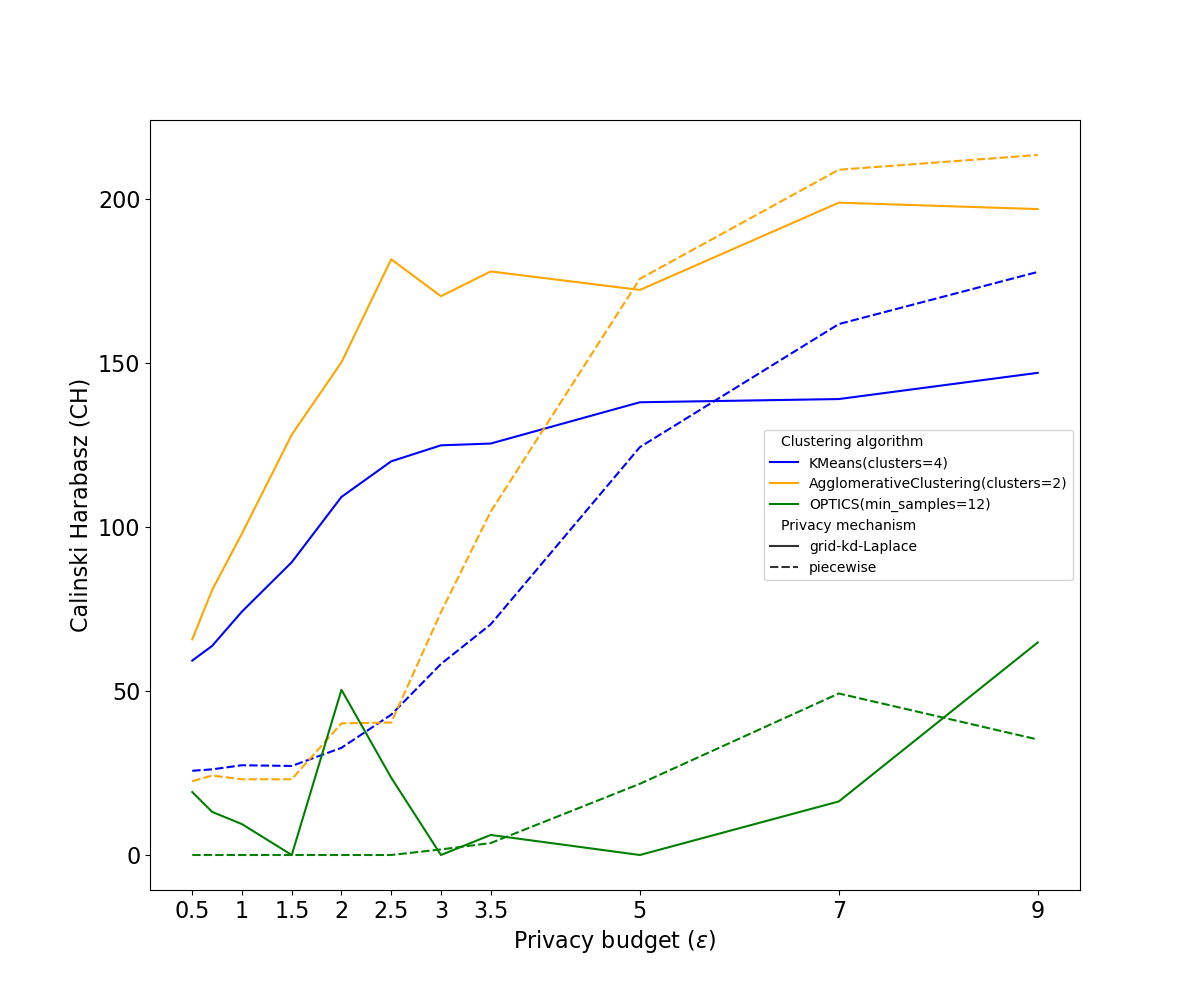 200
150
100
50
0
Calinski Harabasz (CH)
Clustering algorithm
KMeans(clusters=4)
AgglomerativeClustering(clusters=2)
OPTICS(min_samples=12)
Privacy mechanism
grid-kd-Laplace
piecewise
0.5 1 1.5 2 2.5 3 3.5 5 7 9
Privacy budget (ε)